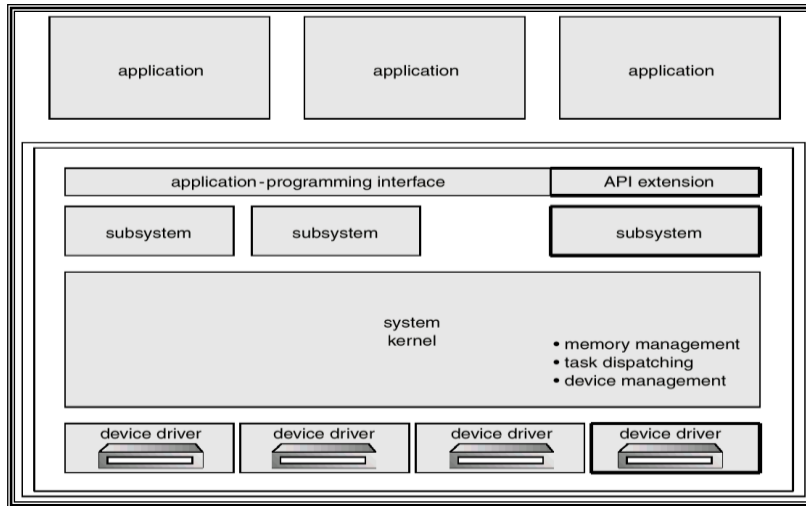 application
application
application
application-programming interface
API extension
subsystem
subsystem
subsystem
system
kernel
• memory management
• task dispatching
• device management
device driver
device driver
device driver
device driver